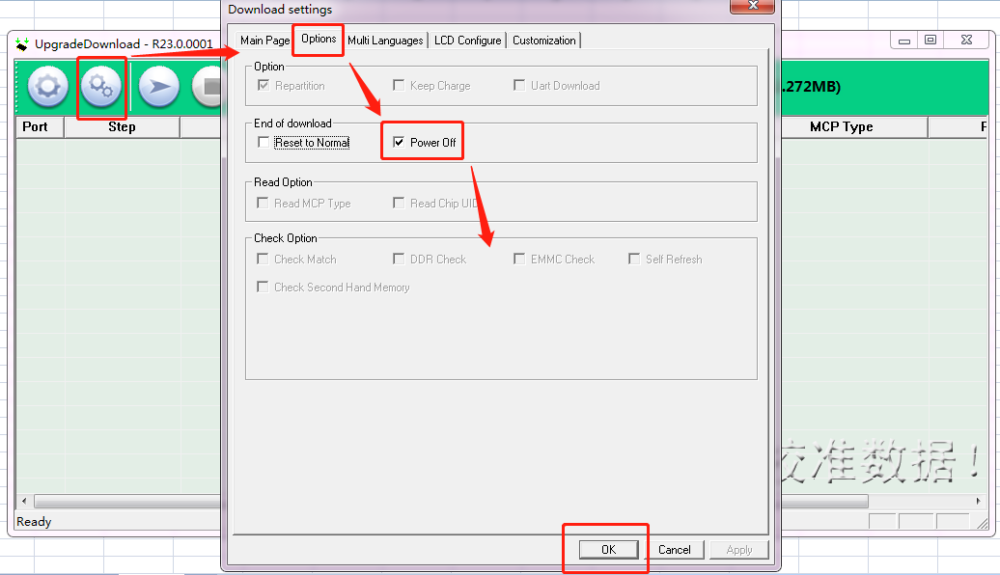 Download settings
UpgradeDownload - R23.0.0001
Main Page
Options
Multi Languages
LCD Configure
Customization
Option
Repartition
Keep Charge
Uart Download
.272MB)
Port
Step
MCP Type
End of download
Reset to Normal
Power Off
Read Option
Read MCP Type
Read Chip UID
Check Option
Check Match
DDR Check
EMMC Check
Self Refresh
Check Second Hand Memory
校准数据！
Ready
OK
Cancel
Apply